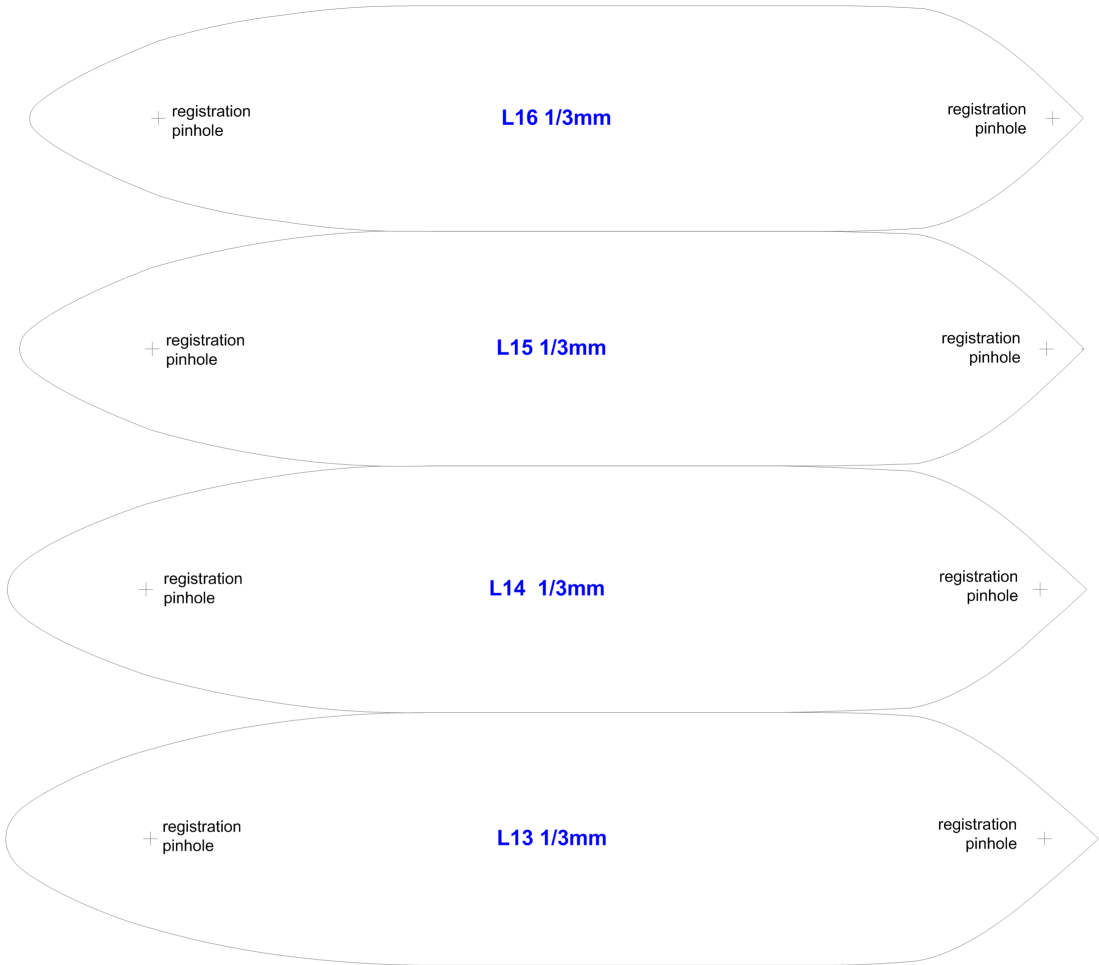 registration
pinhole
L16 1/3mm
registration
pinhole
registration
pinhole
L15 1/3mm
registration
pinhole
registration
pinhole
L14  1/3mm
registration
pinhole
registration
pinhole
L13 1/3mm
registration
pinhole